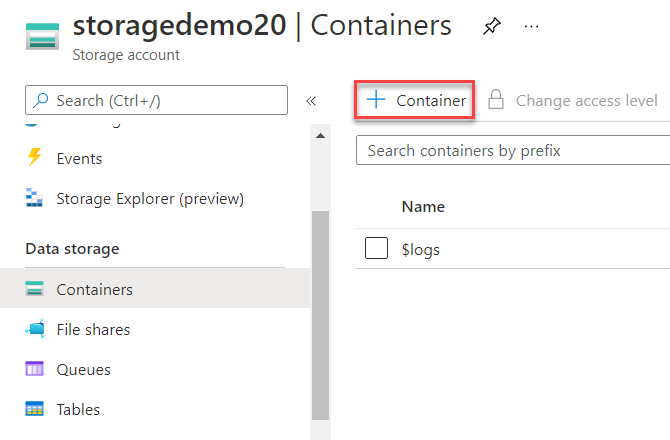 storagedemo20 | Containers
Storage account
Search (Ctrl+/)
«
Events
Storage Explorer (preview)
Data storage
Containers
File shares
Queues
Tables
+ Container
Change access level
Search containers by prefix
Name
$logs